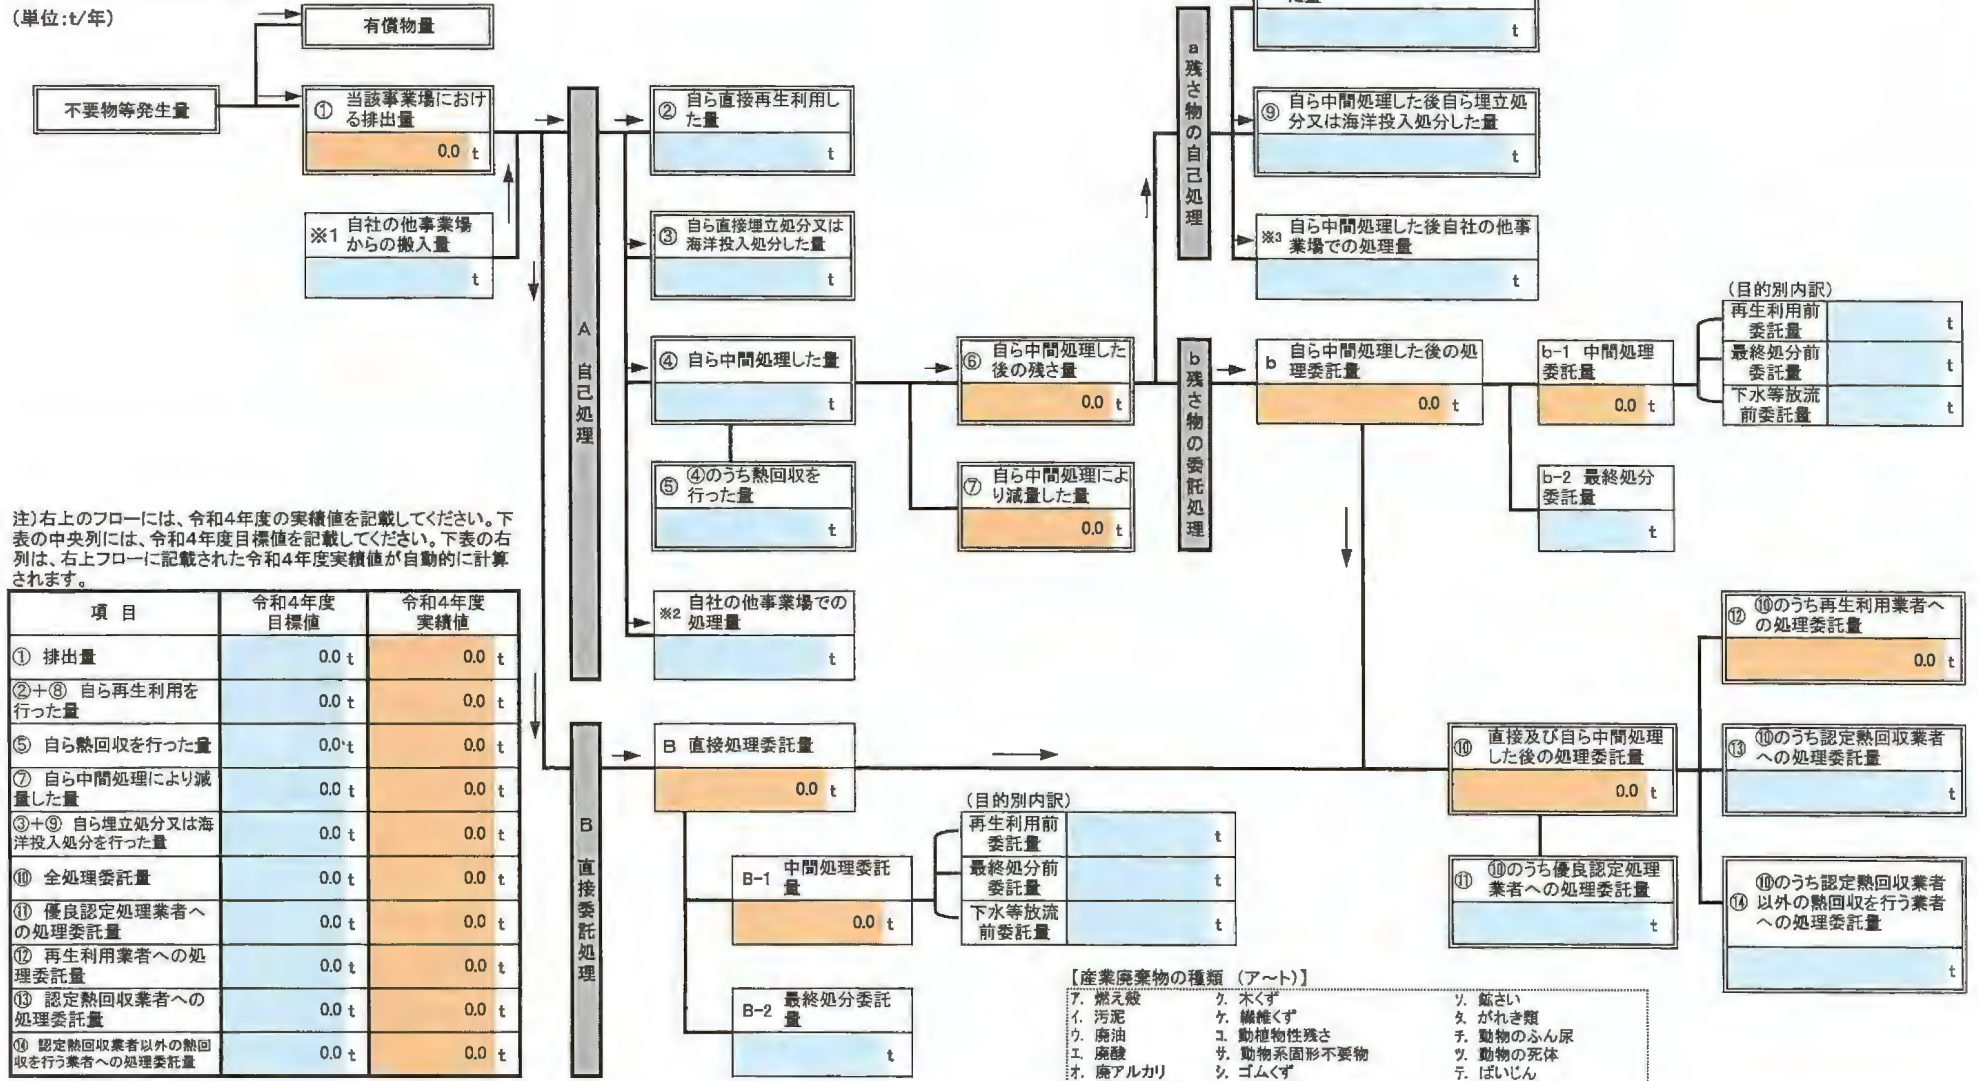 (単位:t/年)
有償物量
不要物等発生量
① 当該事業場におけ
る排出量
0.0 t
※1 自社の他事業場
からの搬入量
t
A 自己処理
② 自ら直接再生利用し
た量
t
③ 自ら直接埋立処分又は
海洋投入処分した量
t
④ 自ら中間処理した量
t
⑤ ④のうち熱回収を
行った量
t
※2 自社の他事業場での
処理量
t
⑥ 自ら中間処理した
後の残さ量
0.0 t
⑦ 自ら中間処理によ
り減量した量
0.0 t
a 残さ物の自己処理
t
⑨ 自ら中間処理した後自ら埋立処
分又は海洋投入処分した量
t
※3 自ら中間処理した後自社の他事
業場での処理量
t
b 残さ物の委託処理
b 自ら中間処理した後の処
理委託量
0.0 t
b-1 中間処理
委託量
0.0 t
b-2 最終処分
委託量
t
(目的別内訳)
再生利用前
委託量
t
最終処分前
委託量
t
下水等放流
前委託量
t
注)右上のフローには、令和4年度の実績値を記載してください。下
表の中央列には、令和4年度目標値を記載してください。下表の右
列は、右上フローに記載された令和4年度実績値が自動的に計算
されます。
項 目 令和4年度 令和4年度
目標値 実績値
① 排出量 0.0 t 0.0 t
②+⑧ 自ら再生利用を
行った量 0.0 t 0.0 t
⑤ 自ら熱回収を行った量 0.0 t 0.0 t
⑦ 自ら中間処理により減
量した量 0.0 t 0.0 t
③+⑨ 自ら埋立処分又は海
洋投入処分を行った量 0.0 t 0.0 t
⑩ 全処理委託量 0.0 t 0.0 t
⑪ 優良認定処理業者へ
の処理委託量 0.0 t 0.0 t
⑫ 再生利用業者への処
理委託量 0.0 t 0.0 t
⑬ 認定熱回収業者への
処理委託量 0.0 t 0.0 t
⑭ 認定熱回収業者以外の熱回
収を行う業者への処理委託量 0.0 t 0.0 t
B 直接委託処理
B 直接処理委託量
0.0 t
B-1 中間処理委託
量
0.0 t
B-2 最終処分委託
量
t
(目的別内訳)
再生利用前
委託量
t
最終処分前
委託量
t
下水等放流
前委託量
t
⑩ 直接及び自ら中間処理
した後の処理委託量
0.0 t
⑪ ⑩のうち優良認定処理
業者への処理委託量
t
⑫ ⑩のうち再生利用業者へ
の処理委託量
0.0 t
⑬ ⑩のうち認定熱回収業者
への処理委託量
t
⑭ ⑩のうち認定熱回収業者
以外の熱回収を行う業者
への処理委託量
t
【産業廃棄物の種類 (ア~ト)】
ア. 燃え殻 ク. 木くず ソ. 鉱さい
イ. 汚泥 ケ. 繊維くず タ. がれき類
ウ. 廃油 コ. 動植物性残さ チ. 動物のふん尿
エ. 廃酸 サ. 動物系固形不要物 ツ. 動物の死体
オ. 廃アルカリ シ. ゴムくず テ. ばいじん